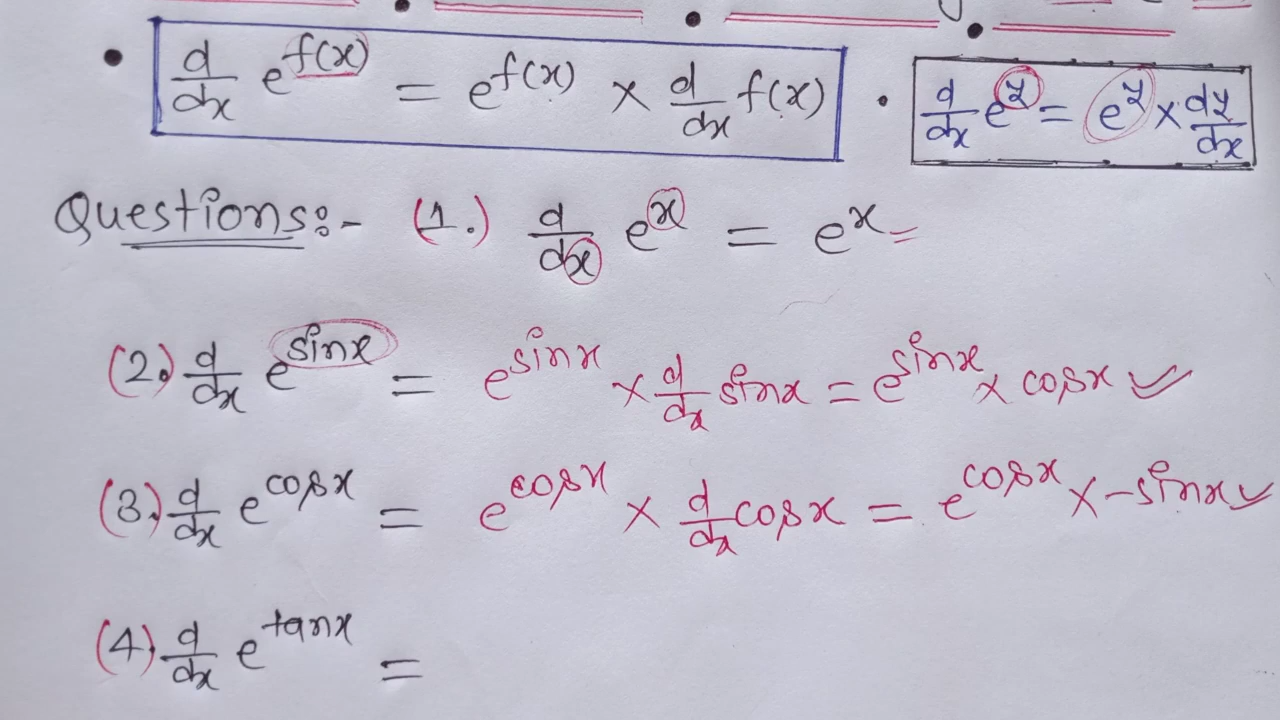 • d/dx e^f(x) = e^f(x) × d/dx f(x) • d/dx e^y = e^y × dy/dx
Questions:- (1.) d/dx e^x = e^x =
(2.) d/dx e^sinx = e^sinx × d/dx sinx = e^sinx × cosx ✓
(3.) d/dx e^cosx = e^cosx × d/dx cosx = e^cosx × -sinx ✓
(4.) d/dx e^tanx =